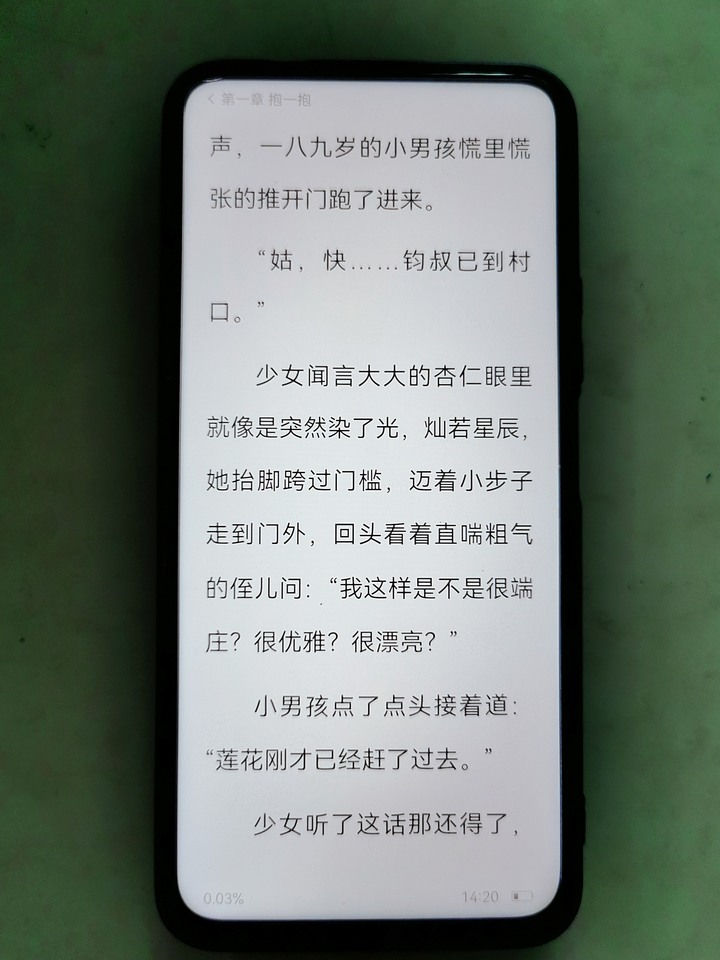 < 第一章 抱一抱
声，一八九岁的小男孩慌里慌
张的推开门跑了进来。
“姑，快……钧叔已到村
口。”
少女闻言大大的杏仁眼里
就像是突然染了光，灿若星辰，
她抬脚跨过门槛，迈着小步子
走到门外，回头看着直喘粗气
的侄儿问：“我这样是不是很端
庄？很优雅？很漂亮？”
小男孩点了点头接着道：
“莲花刚才已经赶了过去。”
少女听了这话那还得了，
0.03% 14:20